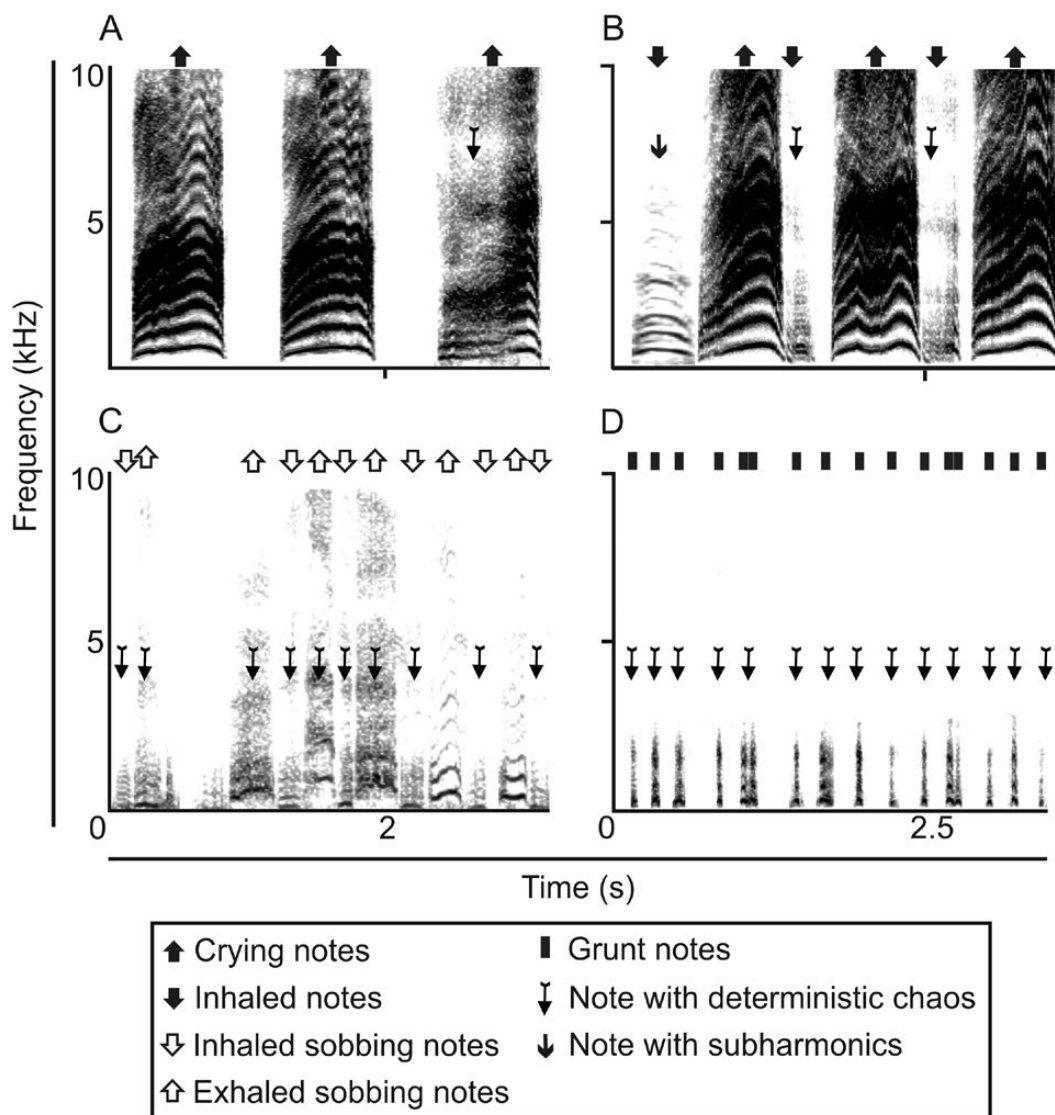 A
B
10
5
C
D
10
5
0
2
0
2.5
Frequency (kHz)
Time (s)
Crying notes
Inhaled notes
Inhaled sobbing notes
Exhaled sobbing notes
Grunt notes
Note with deterministic chaos
Note with subharmonics